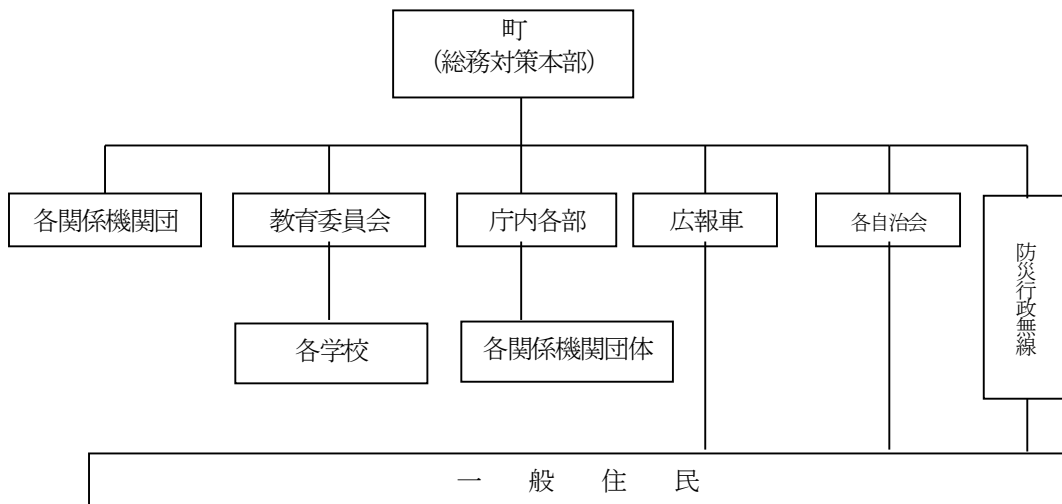 町
(総務対策本部)
各関係機関団
教育委員会
庁内各部
広報車
各自治会
防災行政無線
各学校
各関係機関団体
一般住民